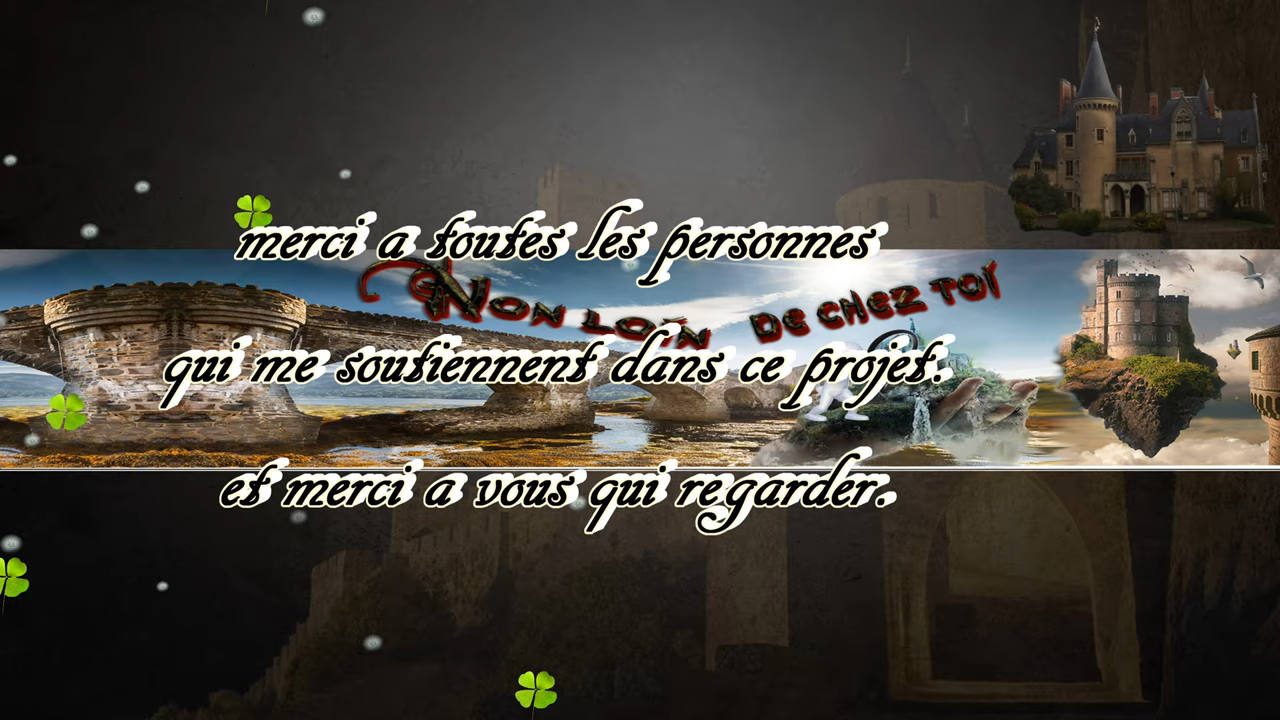 merci a toutes les personnes
Non loin de chez toi
qui me soutiennent dans ce projet.
et merci a vous qui regarder.